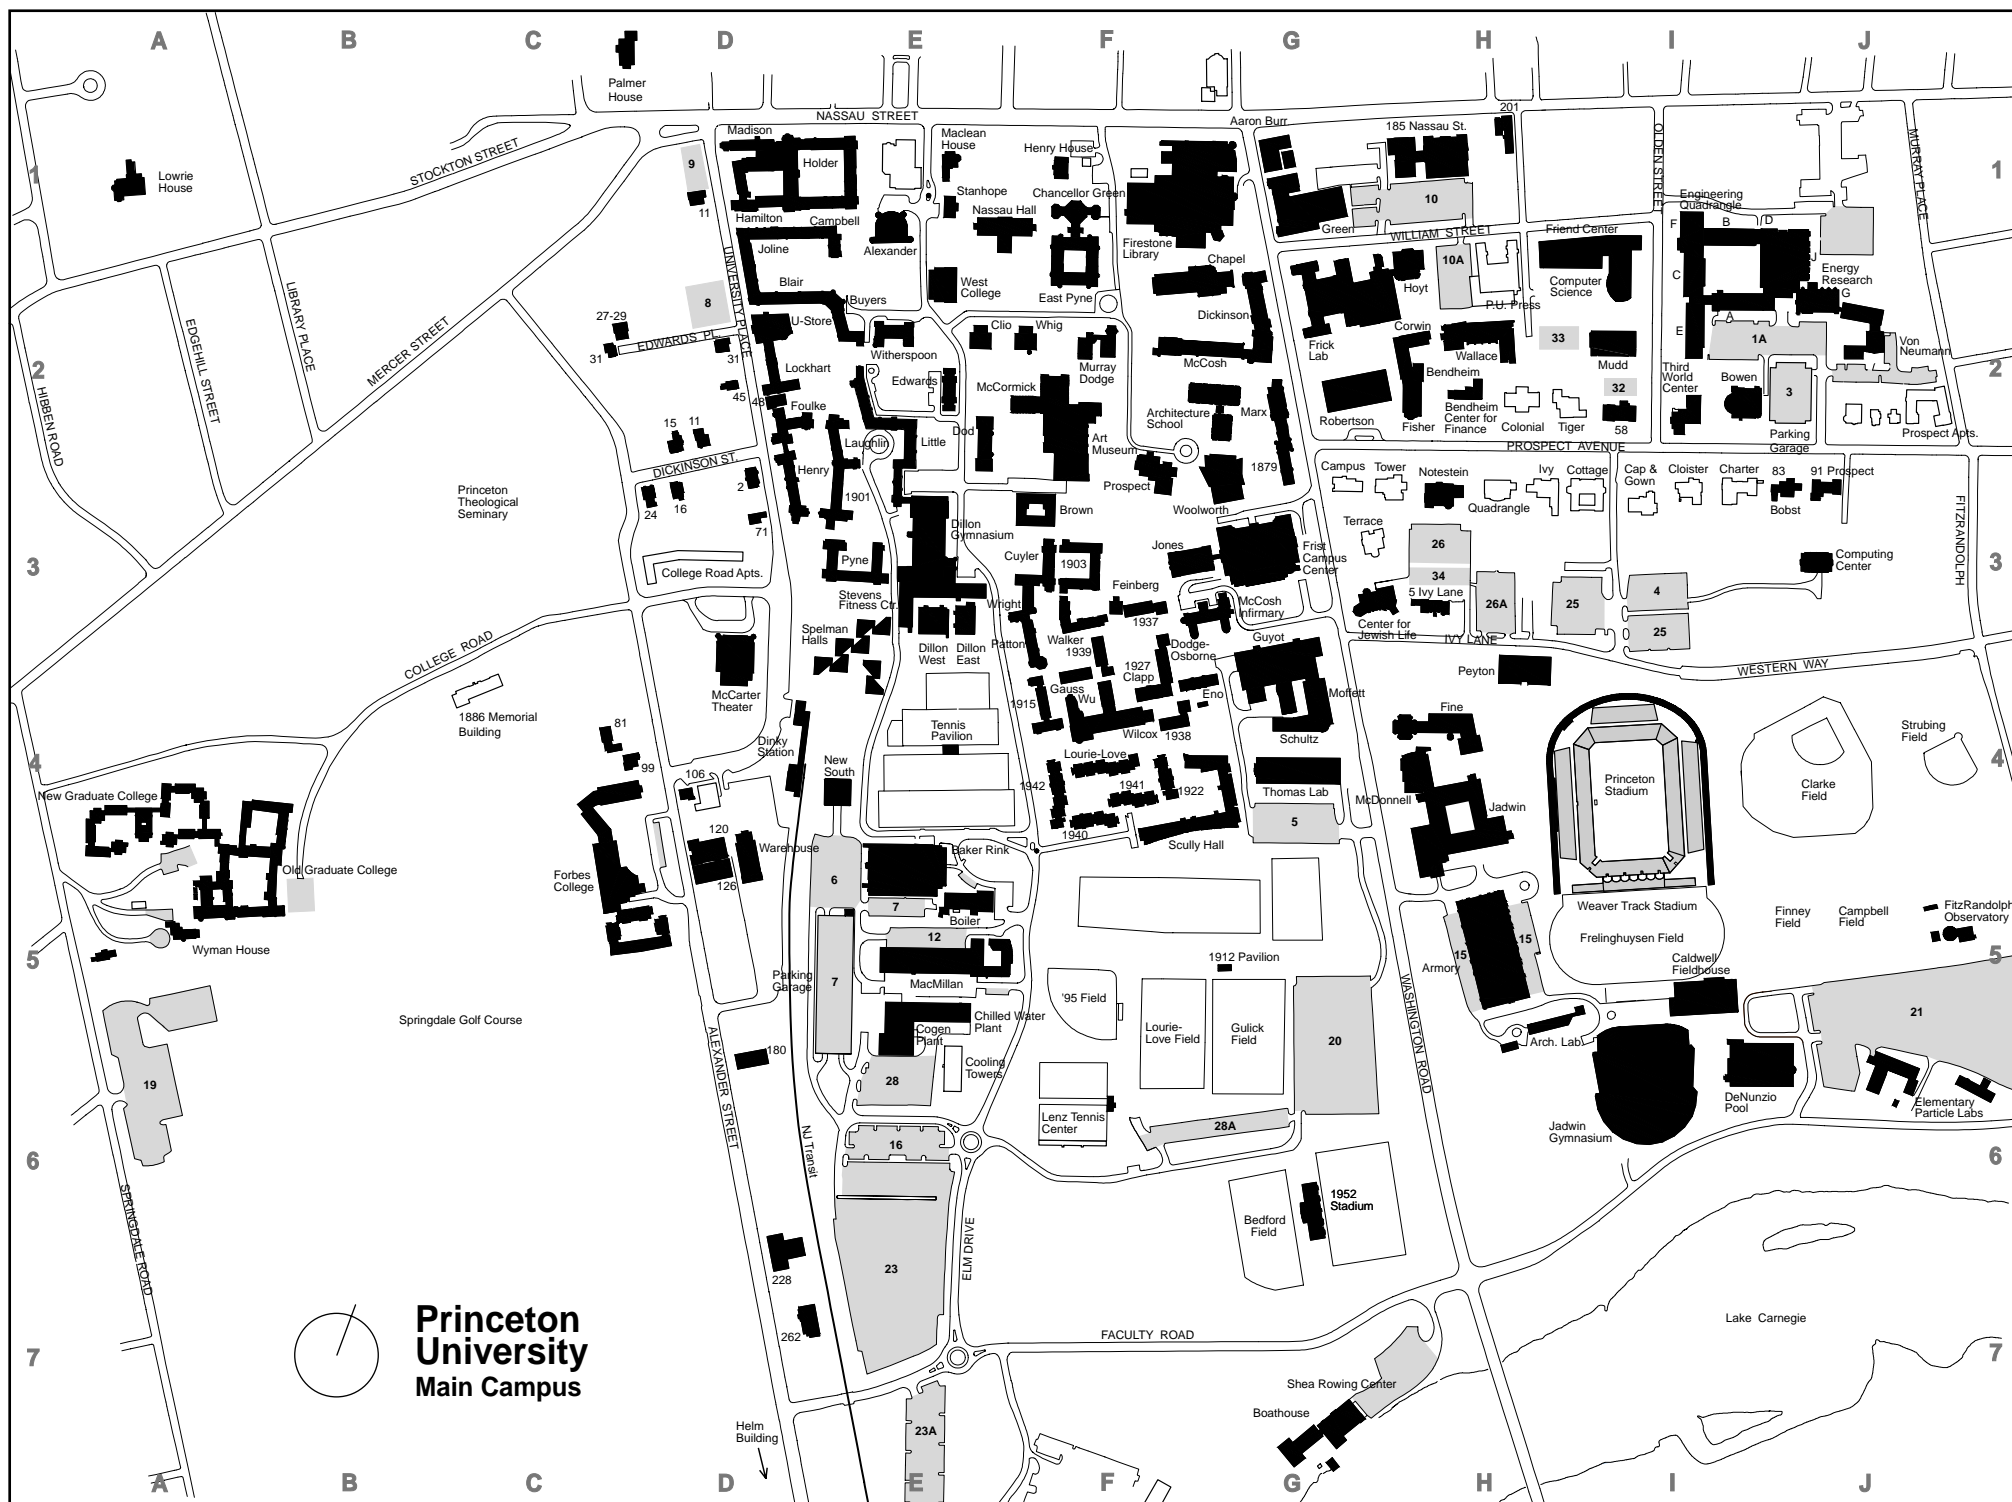 A B C D E F G H I J
Palmer
House
NASSAU STREET
Aaron Burr
201
185 Nassau St.
Madison
Maclean
House
Henry House
Holder
STOCKTON STREET
OLDEN STREET
MURRAY PLACE
1
9
1
Lowrie
House
11
Stanhope
Chancellor Green
10
Engineering
Quadrangle
Hamilton
Campbell
Nassau Hall
Green
WILLIAM STREET
Friend Center
F
B
D
Joline
Alexander
Firestone
Library
Chapel
10A
J
UNIVERSITY PLACE
Blair
West
College
East Pyne
Hoyt
Computer
Science
C
Energy
Research
G
LIBRARY PLACE
8
Buyers
P.U. Press
EDGEHILL STREET
27-29
U-Store
Clio
Whig
Dickinson
Corwin
A
E
MERCER STREET
31
EDWARDS PL.
31
Witherspoon
Frick
Lab
Wallace
33
1A
Von
Neumann
2
Lockhart
Edwards
McCormick
Murray
Dodge
McCosh
Bendheim
Mudd
Third
World
Center
Bowen
2
HIBBEN ROAD
45
48
Foulke
32
3
15
11
Laughlin
Little
Dod
Art
Museum
Architecture
School
Marx
Robertson
Fisher
Bendheim
Center for
Finance
Colonial
Tiger
58
Parking
Garage
Prospect Apts.
PROSPECT AVENUE
DICKINSON ST.
Henry
1879
Campus
Tower
Notestein
Ivy
Cottage
Cap &
Gown
Cloister
Charter
83
Bobst
91 Prospect
Princeton
Theological
Seminary
24
16
2
1901
Prospect
Quadrangle
FITZRANDOLPH
71
Dillon
Gymnasium
Brown
Woolworth
Terrace
3
College Road Apts.
Pyne
Cuyler
1903
Jones
Frist
Campus
Center
26
34
Computing
Center
3
Stevens
Fitness Ctr.
Wright
Feinberg
1937
McCosh
Infirmary
5 Ivy Lane
26A
25
4
Center for
Jewish Life
IVY LANE
25
COLLEGE ROAD
Spelman
Halls
Dillon
West
Dillon
East
Patton
Walker
1939
1927
Clapp
Dodge-
Osborne
Guyot
Peyton
WESTERN WAY
McCarter
Theater
1915
Gauss
Wu
Eno
Moffett
1886 Memorial
Building
81
99
Dinky
Station
Tennis
Pavilion
Wilcox
1938
Schultz
Fine
Strubing
Field
4
New Graduate College
106
New
South
Lourie-Love
1942
1941
1922
Thomas Lab
McDonnell
Jadwin
Princeton
Stadium
Clarke
Field
4
120
Warehouse
1940
Scully Hall
5
Old Graduate College
Forbes
College
126
6
Baker Rink
7
Boiler
Weaver Track Stadium
Finney
Field
Campbell
Field
FitzRandolph
Observatory
Wyman House
12
15
15
Frelinghuysen Field
5
Parking
Garage
7
MacMillan
1912 Pavilion
Armory
Caldwell
Fieldhouse
5
'95 Field
Springdale Golf Course
Cogen
Plant
Chilled Water
Plant
Lourie-
Love Field
Gulick
Field
20
WASHINGTON ROAD
Arch. Lab.
21
ALEXANDER STREET
180
Cooling
Towers
19
28
DeNunzio
Pool
Elementary
Particle Labs
Lenz Tennis
Center
28A
Jadwin
Gymnasium
6
NJ Transit
16
6
SPRINGDALE ROAD
1952
Stadium
Bedford
Field
ELM DRIVE
228
23
Princeton
University
Main Campus
262
FACULTY ROAD
Lake Carnegie
7
7
Shea Rowing Center
Boathouse
Helm
Building
23A
A B C D E F G H I J